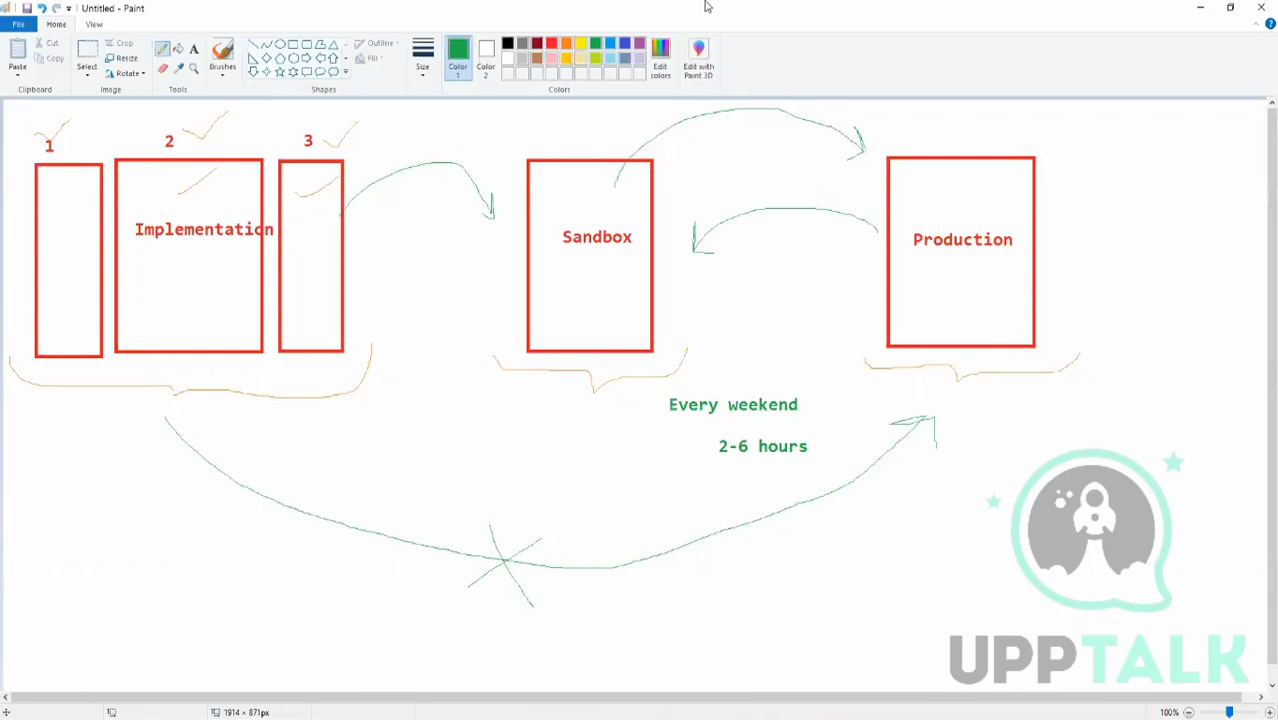 Untitled - Paint
File
Home
View
Paste
Cut
Copy
Clipboard
Select
Crop
Resize
Rotate
Image
Tools
Brushes
Outline
Fill
Shapes
Size
Color 1
Color 2
Edit colors
Colors
Edit with Paint 3D
1
2
3
Implementation
Sandbox
Production
Every weekend
2-6 hours
UPPTALK
1914 × 871px
100%